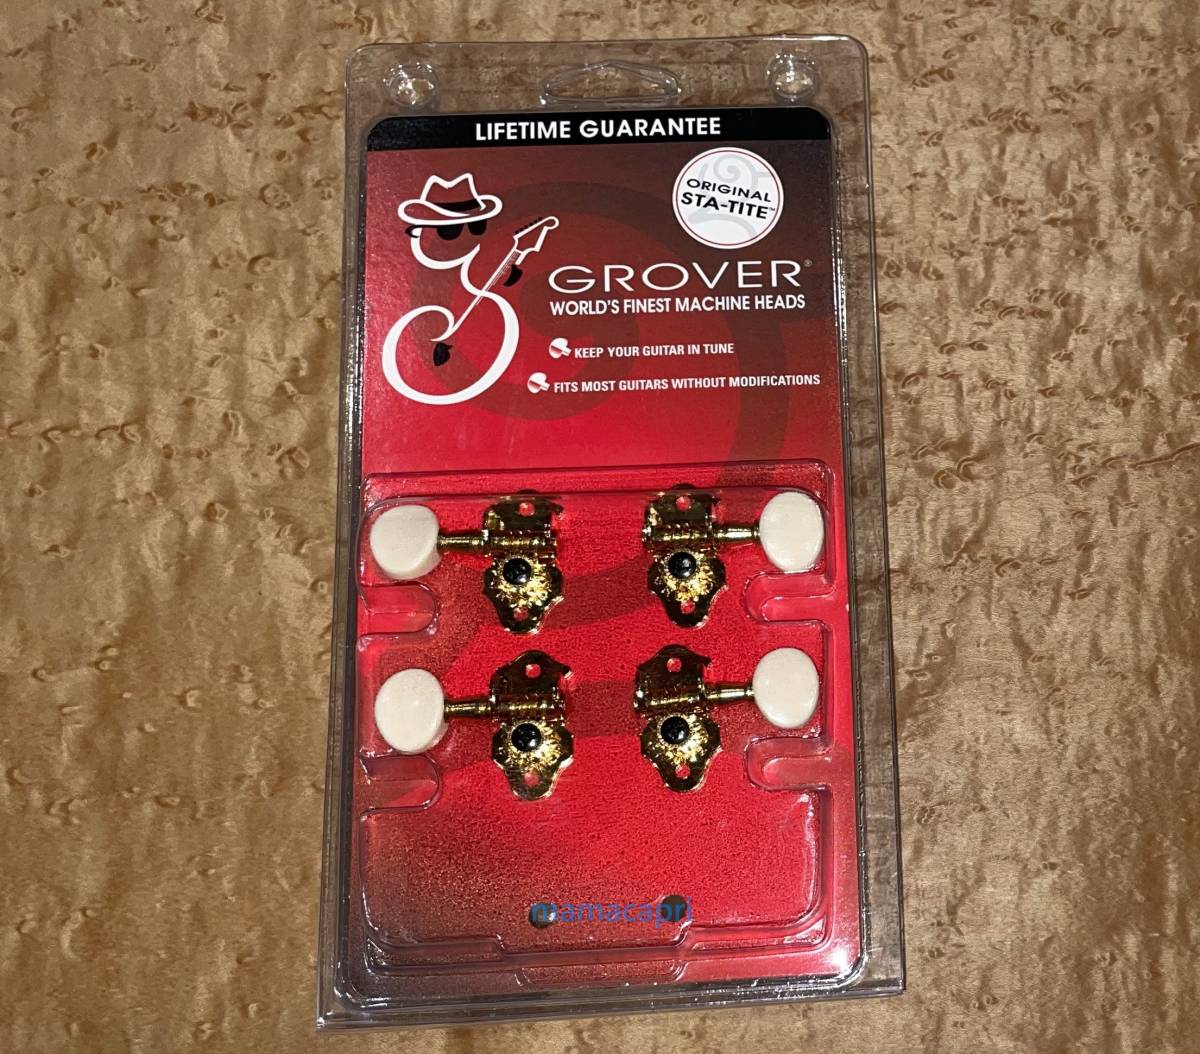 LIFETIME GUARANTEE
ORIGINAL
STA-TITE™
GROVER®
WORLD'S FINEST MACHINE HEADS
KEEP YOUR GUITAR IN TUNE
FITS MOST GUITARS WITHOUT MODIFICATIONS
mamacapri